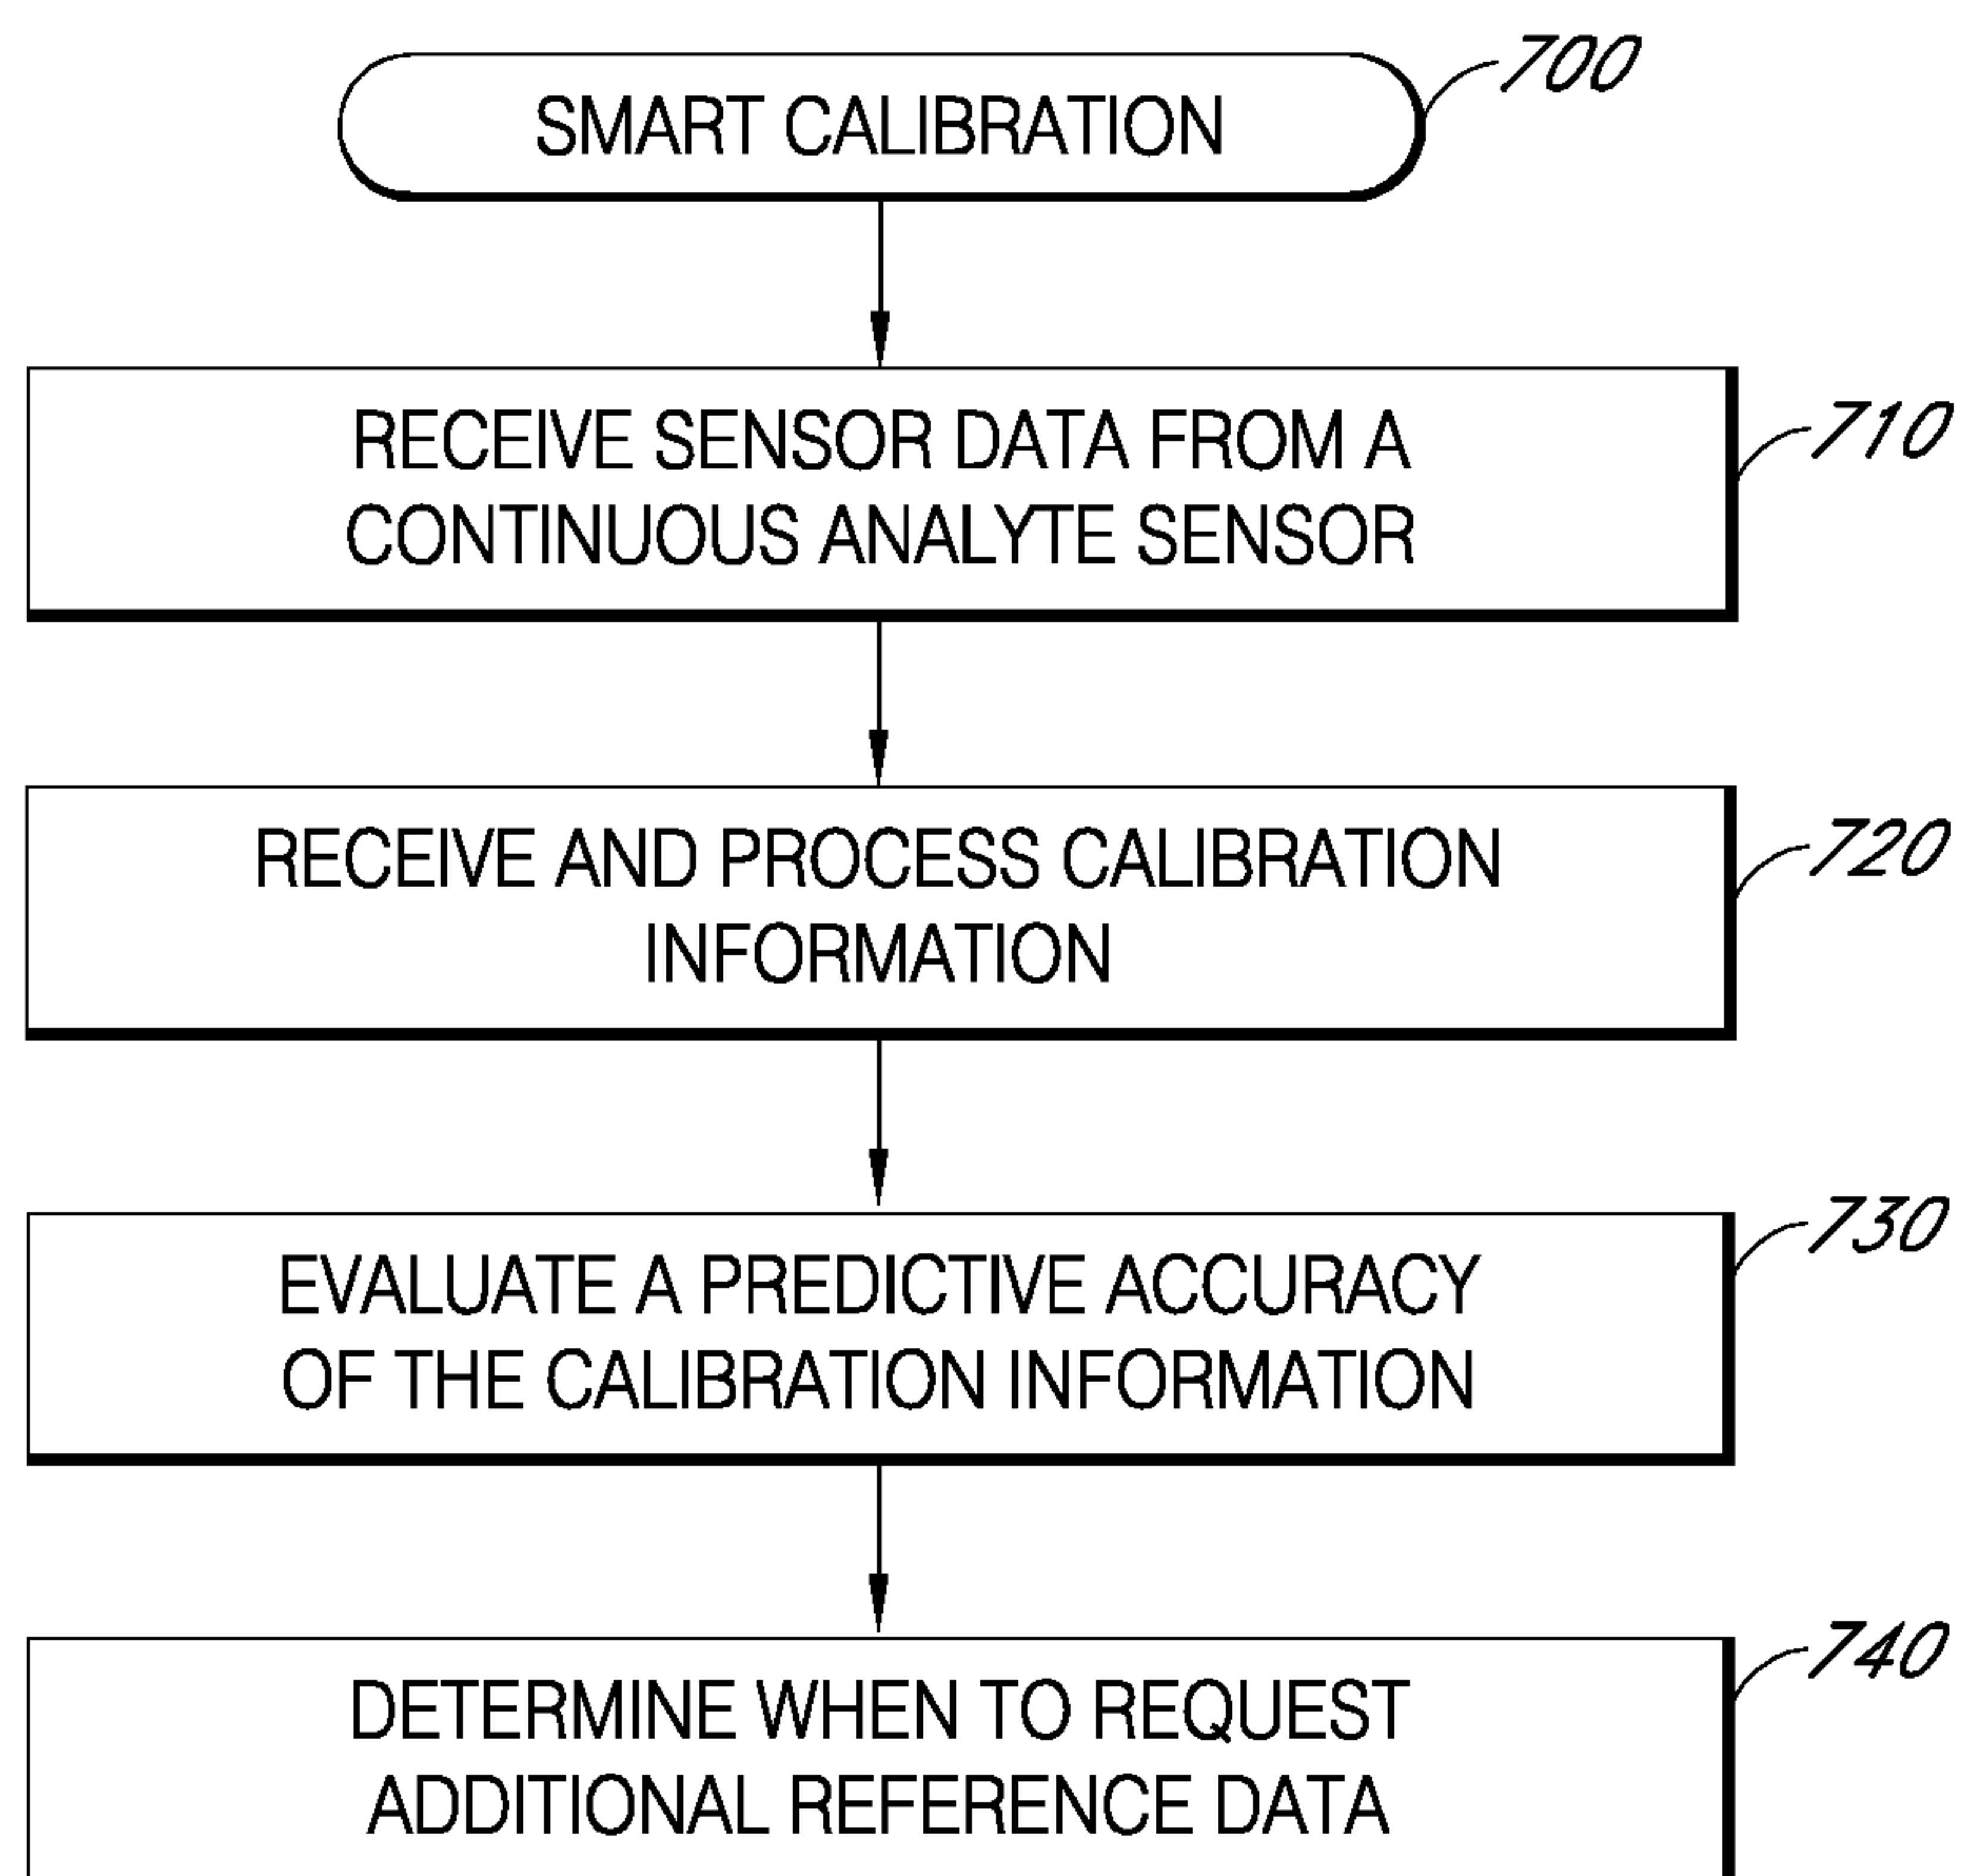 SMART CALIBRATION
700
RECEIVE SENSOR DATA FROM A
CONTINUOUS ANALYTE SENSOR
710
RECEIVE AND PROCESS CALIBRATION
INFORMATION
720
EVALUATE A PREDICTIVE ACCURACY
OF THE CALIBRATION INFORMATION
730
DETERMINE WHEN TO REQUEST
ADDITIONAL REFERENCE DATA
740